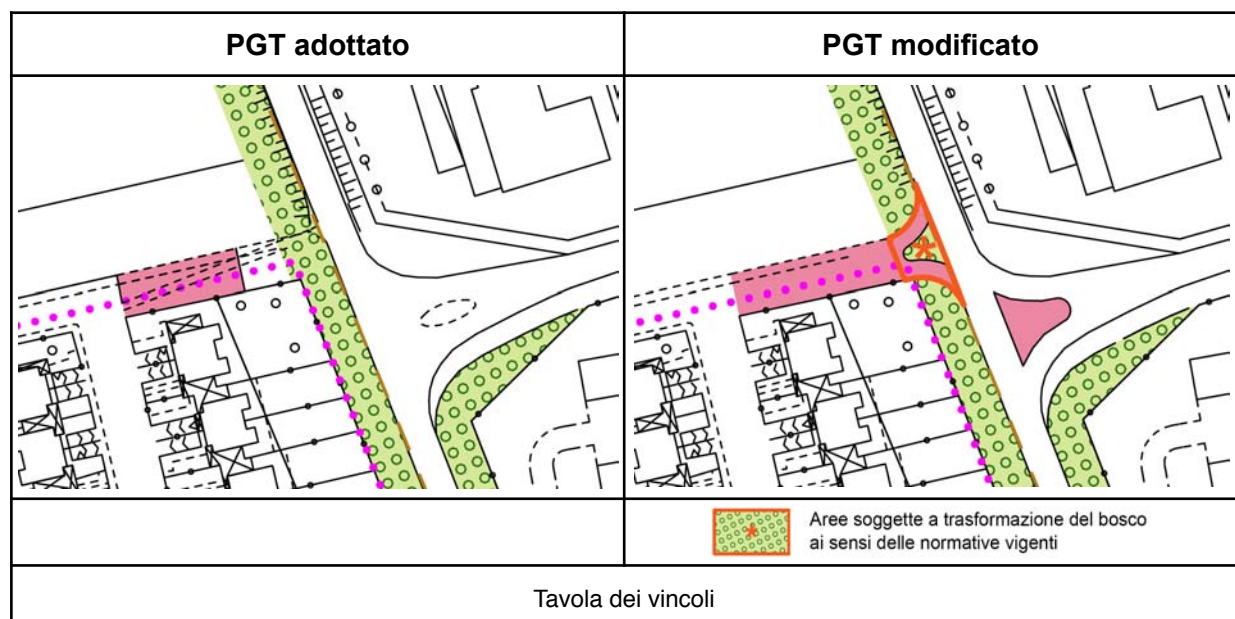 PGT adottato
PGT modificato
Aree soggette a trasformazione del bosco
ai sensi delle normative vigenti
Tavola dei vincoli